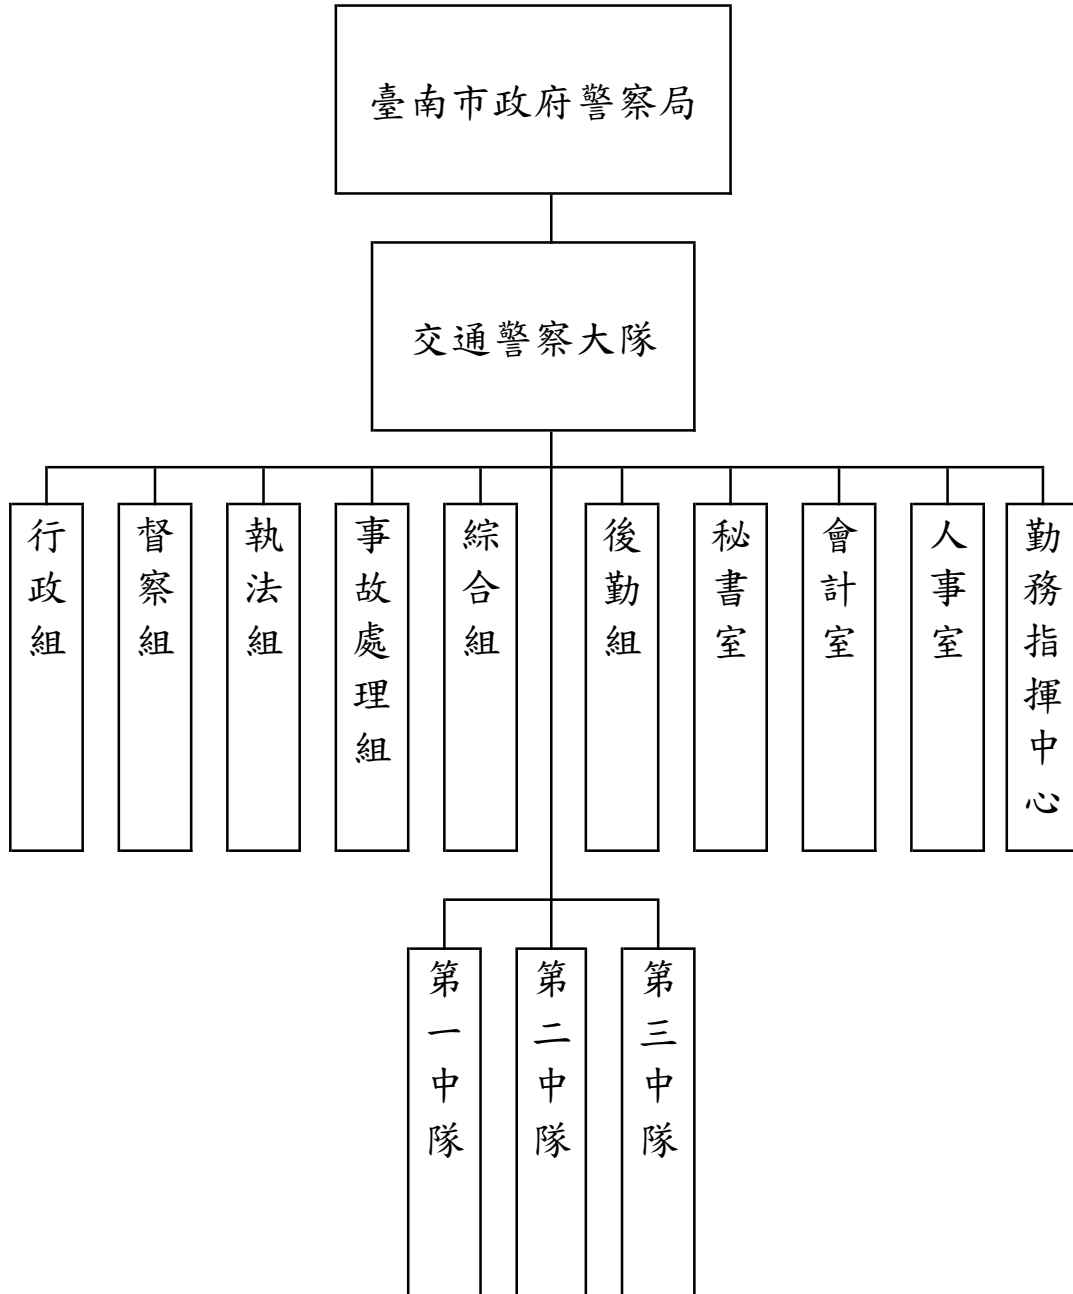 臺南市政府警察局
交通警察大隊
行政組
督察組
執法組
事故處理組
綜合組
後勤組
秘書室
會計室
人事室
勤務指揮中心
第一中隊
第二中隊
第三中隊